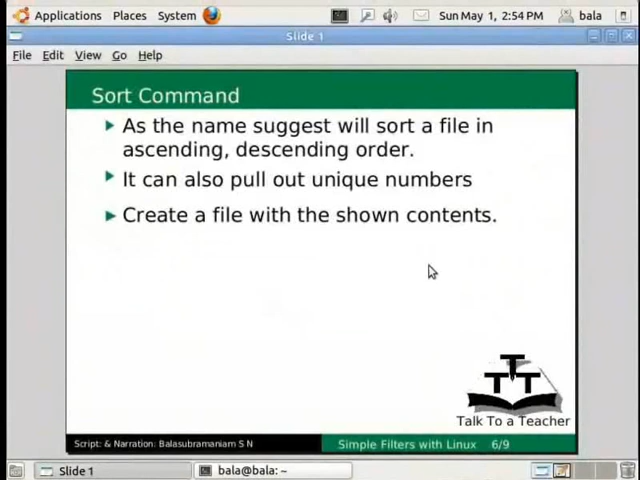 Applications Places System Sun May 1, 2:54 PM bala
Slide 1
File Edit View Go Help
Sort Command
As the name suggest will sort a file in
ascending, descending order.
It can also pull out unique numbers
Create a file with the shown contents.
T T T
Talk To a Teacher
Script: & Narration: Balasubramaniam S N Simple Filters with Linux 6/9
Slide 1 bala@bala: ~